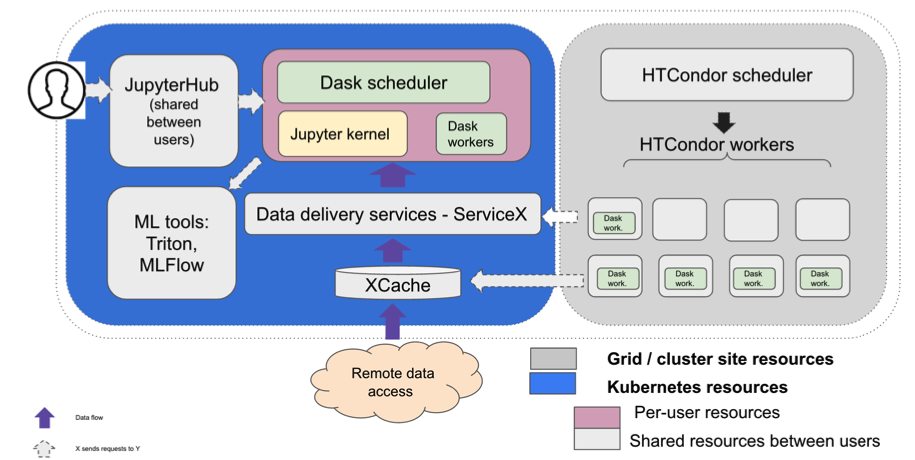 JupyterHub
(shared
between
users)
Dask scheduler
Jupyter kernel
Dask
workers
ML tools:
Triton,
MLFlow
Data delivery services - ServiceX
XCache
Remote data
access
HTCondor scheduler
HTCondor workers
Dask
work.
Dask
work.
Dask
work.
Dask
work.
Dask
work.
Grid / cluster site resources
Kubernetes resources
Per-user resources
Shared resources between users
Data flow
X sends requests to Y